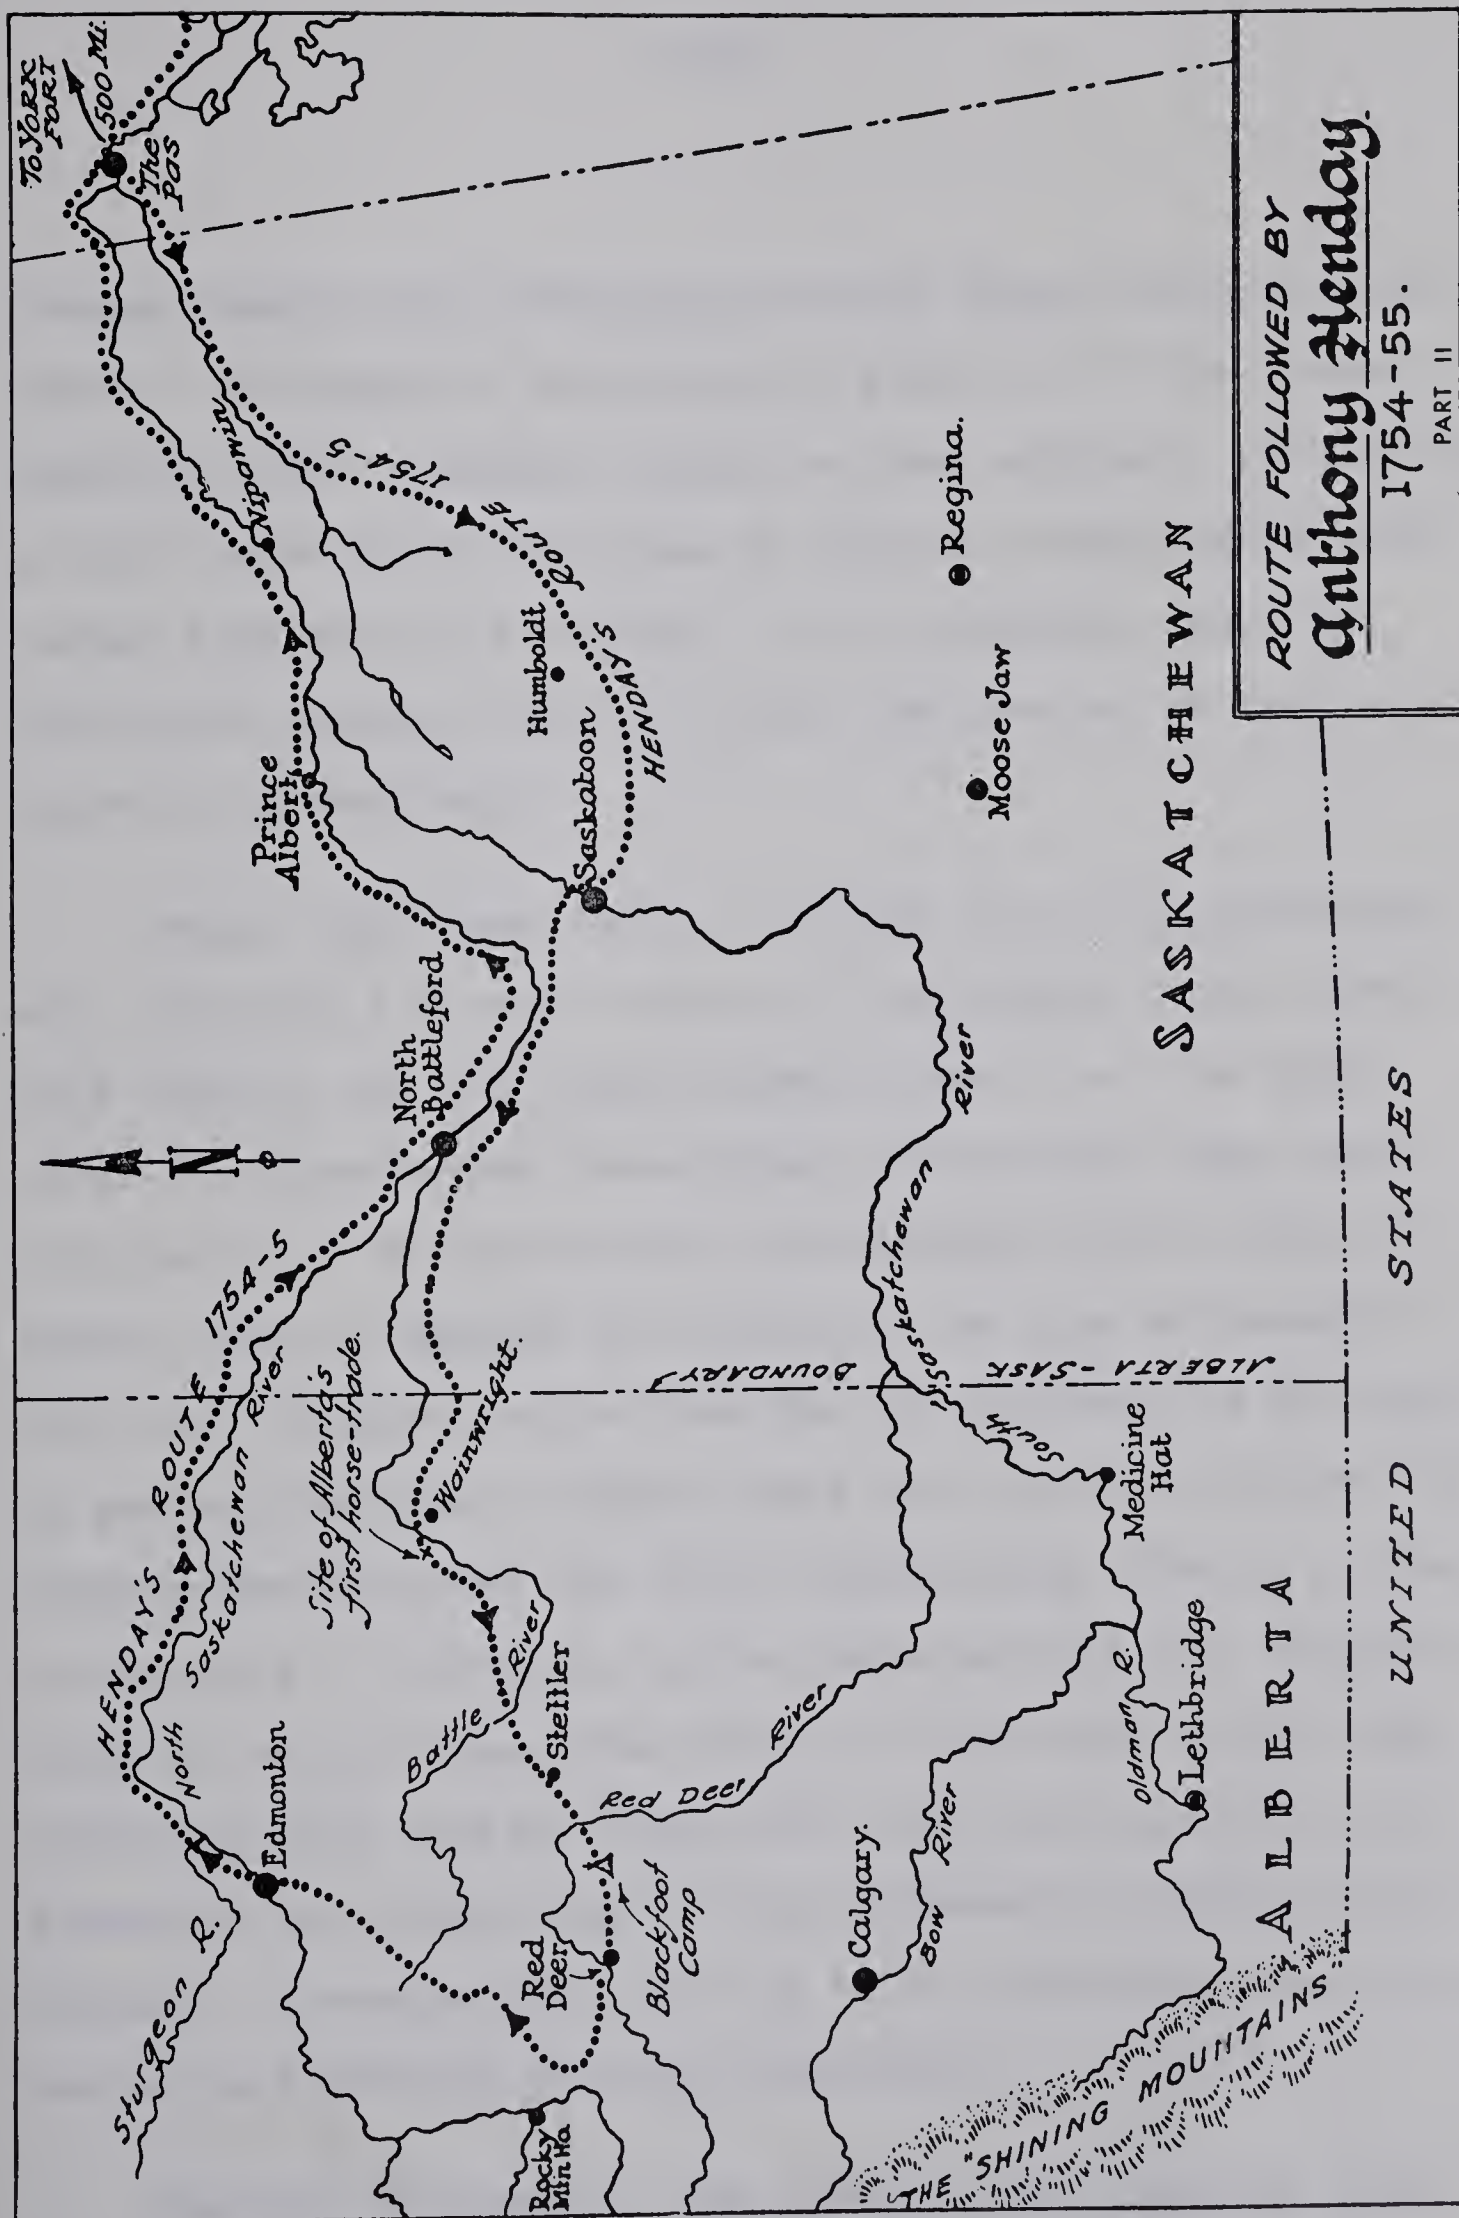 To YORK
FORT
500 Mi.
The
Pas
Nipawin
HENDAY'S ROUTE 1754-5
Prince
Albert
Humboldt
Saskatoon
Regina.
Moose Jaw
North
Battleford
N
HENDAY'S ROUTE 1754-5
North
Saskatchewan River
Site of Alberta's
first horse-trade.
Wainwright.
Battle River
Stettler
Edmonton
Sturgeon R.
Red
Deer
Blackfoot
Camp
Rocky
Mtn Ho.
Red Deer River
South Saskatchewan River
ALBERTA-SASK BOUNDARY
Calgary.
Bow River
Oldman R.
Lethbridge
Medicine
Hat
THE "SHINING MOUNTAINS"
ALBERTA
SASKATCHEWAN
UNITED STATES
ROUTE FOLLOWED BY
Anthony Henday.
1754-55.
PART II